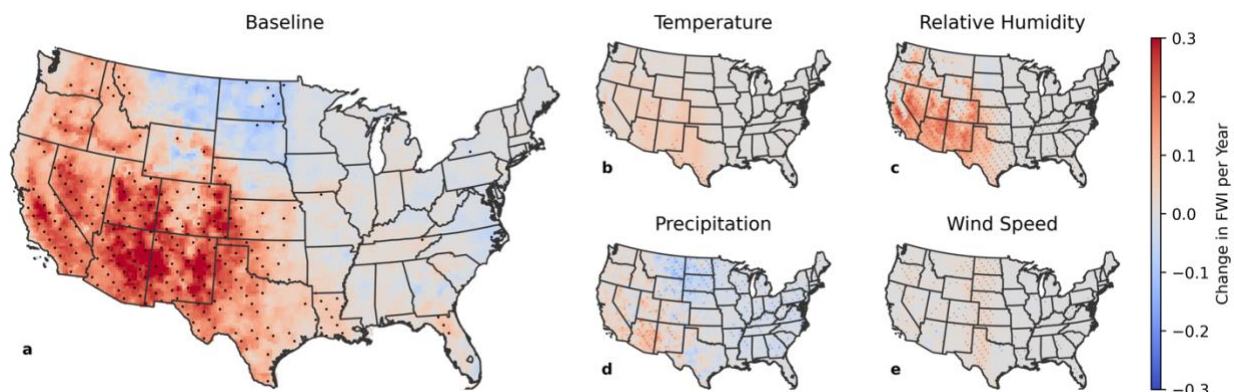 Baseline
Temperature
Relative Humidity
0.3
0.2
0.1
0.0
−0.1
−0.2
−0.3
Change in FWI per Year
b
c
Precipitation
Wind Speed
a
d
e